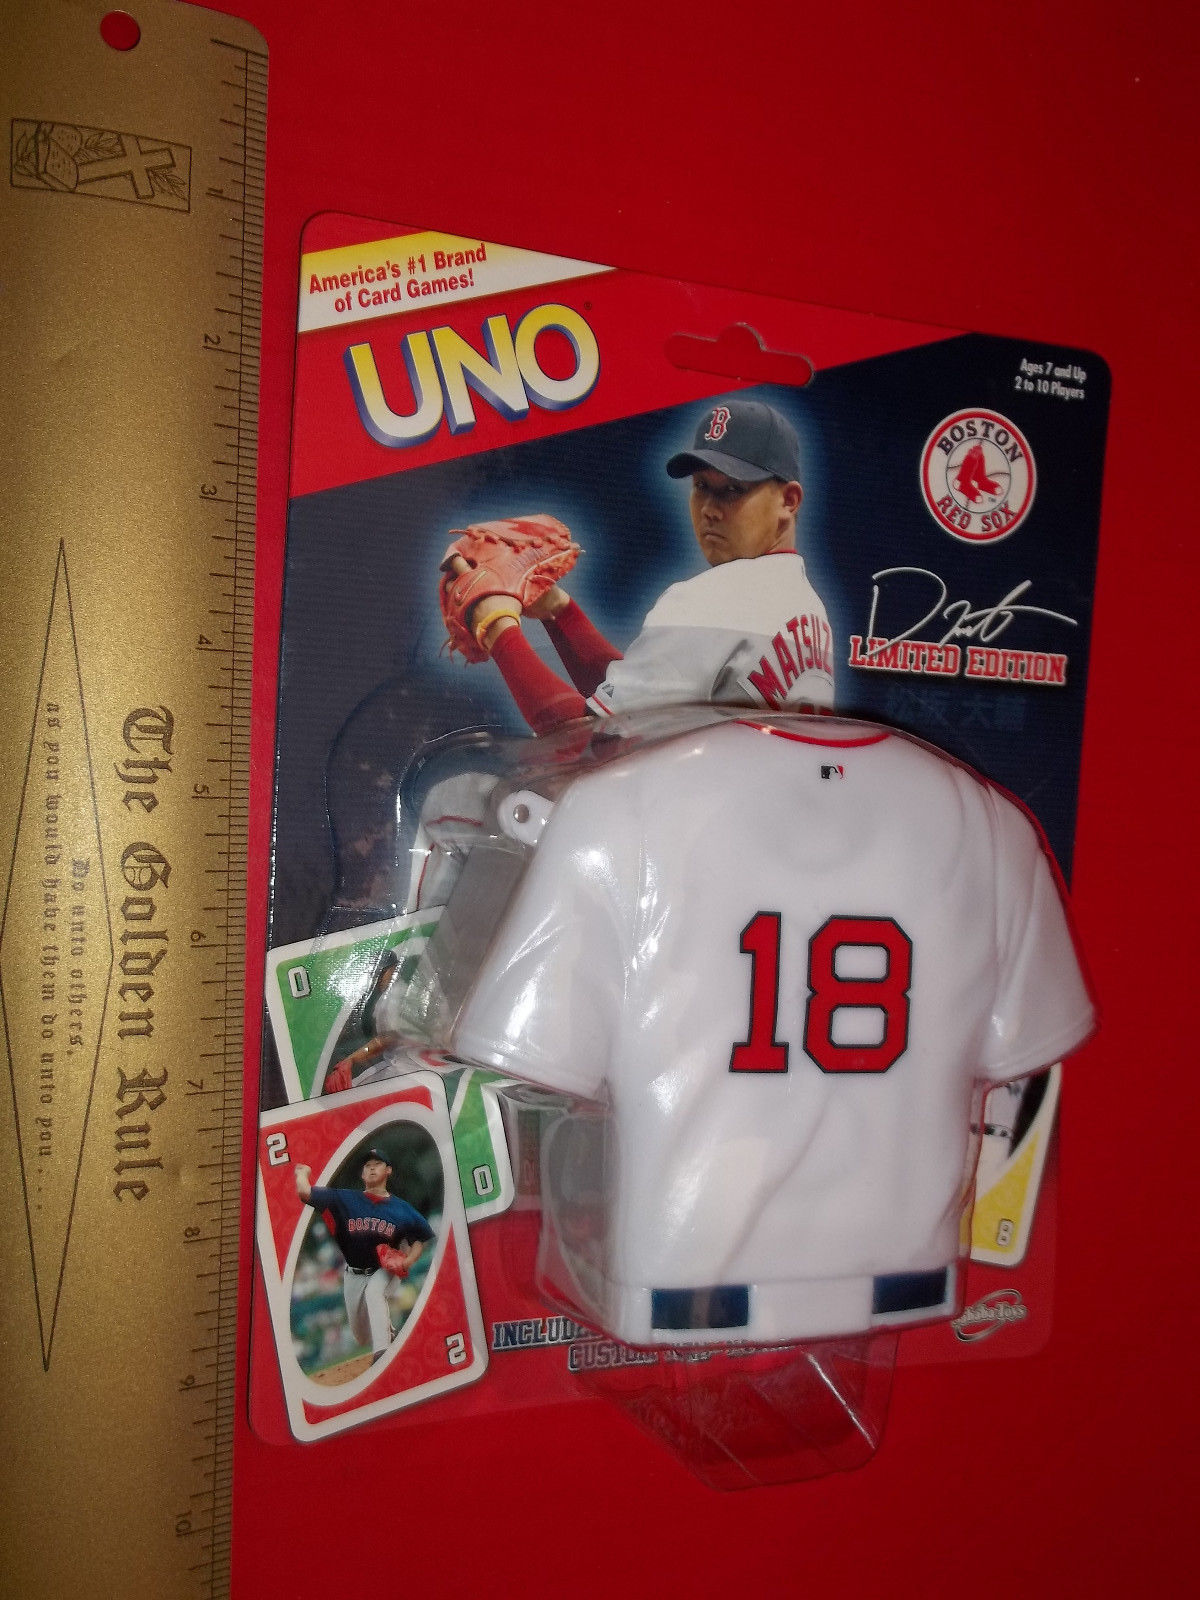 1
2
3
4
5
6
7
8
9
10
The Golden Rule
Do unto others,
as you would have them do unto you....
America's #1 Brand
of Card Games!
UNO®
Ages 7 and Up
2 to 10 Players
B
BOSTON
RED SOX
LIMITED EDITION
MATSUZ
松坂 大輔
18
0
0
2
BOSTON
2
8